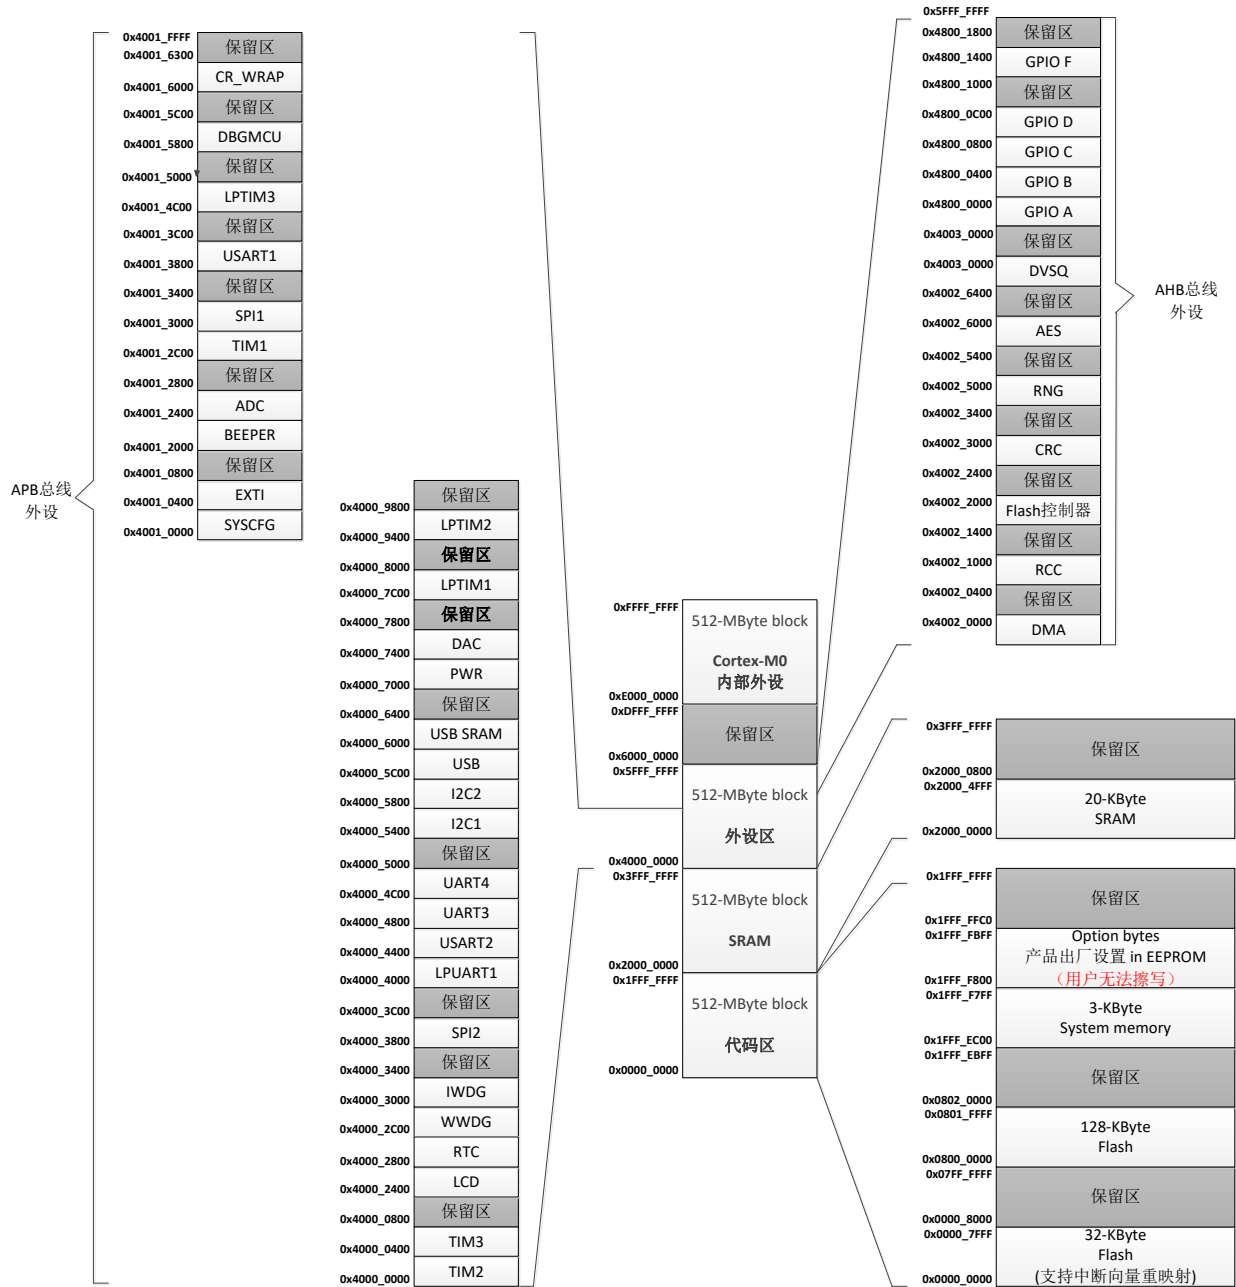 APB总线
外设
0x4001_FFFF
保留区
0x4001_6300
CR_WRAP
0x4001_6000
保留区
0x4001_5C00
DBGMCU
0x4001_5800
保留区
0x4001_5000
LPTIM3
0x4001_4C00
保留区
0x4001_3C00
USART1
0x4001_3800
保留区
0x4001_3400
SPI1
0x4001_3000
TIM1
0x4001_2C00
保留区
0x4001_2800
ADC
0x4001_2400
BEEPER
0x4001_2000
保留区
0x4001_0800
EXTI
0x4001_0400
SYSCFG
0x4001_0000
保留区
0x4000_9800
LPTIM2
0x4000_9400
保留区
0x4000_8000
LPTIM1
0x4000_7C00
保留区
0x4000_7800
DAC
0x4000_7400
PWR
0x4000_7000
保留区
0x4000_6400
USB SRAM
0x4000_6000
USB
0x4000_5C00
I2C2
0x4000_5800
I2C1
0x4000_5400
保留区
0x4000_5000
UART4
0x4000_4C00
UART3
0x4000_4800
USART2
0x4000_4400
LPUART1
0x4000_4000
保留区
0x4000_3C00
SPI2
0x4000_3800
保留区
0x4000_3400
IWDG
0x4000_3000
WWDG
0x4000_2C00
RTC
0x4000_2800
LCD
0x4000_2400
保留区
0x4000_0800
TIM3
0x4000_0400
TIM2
0x4000_0000
0xFFFF_FFFF
512-MByte block
Cortex-M0
内部外设
0xE000_0000
0xDFFF_FFFF
保留区
0x6000_0000
0x5FFF_FFFF
512-MByte block
外设区
0x4000_0000
0x3FFF_FFFF
512-MByte block
SRAM
0x2000_0000
0x1FFF_FFFF
512-MByte block
代码区
0x0000_0000
0x5FFF_FFFF
保留区
0x4800_1800
GPIO F
0x4800_1400
保留区
0x4800_1000
GPIO D
0x4800_0C00
GPIO C
0x4800_0800
GPIO B
0x4800_0400
GPIO A
0x4800_0000
保留区
0x4003_0000
DVSQ
0x4003_0000
保留区
0x4002_6400
AES
0x4002_6000
保留区
0x4002_5400
RNG
0x4002_5000
保留区
0x4002_3400
CRC
0x4002_3000
保留区
0x4002_2400
Flash控制器
0x4002_2000
保留区
0x4002_1400
RCC
0x4002_1000
保留区
0x4002_0400
DMA
0x4002_0000
AHB总线
外设
0x3FFF_FFFF
保留区
0x2000_0800
0x2000_4FFF
20-KByte
SRAM
0x2000_0000
0x1FFF_FFFF
保留区
0x1FFF_FFC0
0x1FFF_FBFF
Option bytes
产品出厂设置 in EEPROM
（用户无法擦写）
0x1FFF_F800
0x1FFF_F7FF
3-KByte
System memory
0x1FFF_EC00
0x1FFF_EBFF
保留区
0x0802_0000
0x0801_FFFF
128-KByte
Flash
0x0800_0000
0x07FF_FFFF
保留区
0x0000_8000
0x0000_7FFF
32-KByte
Flash
(支持中断向量重映射)
0x0000_0000